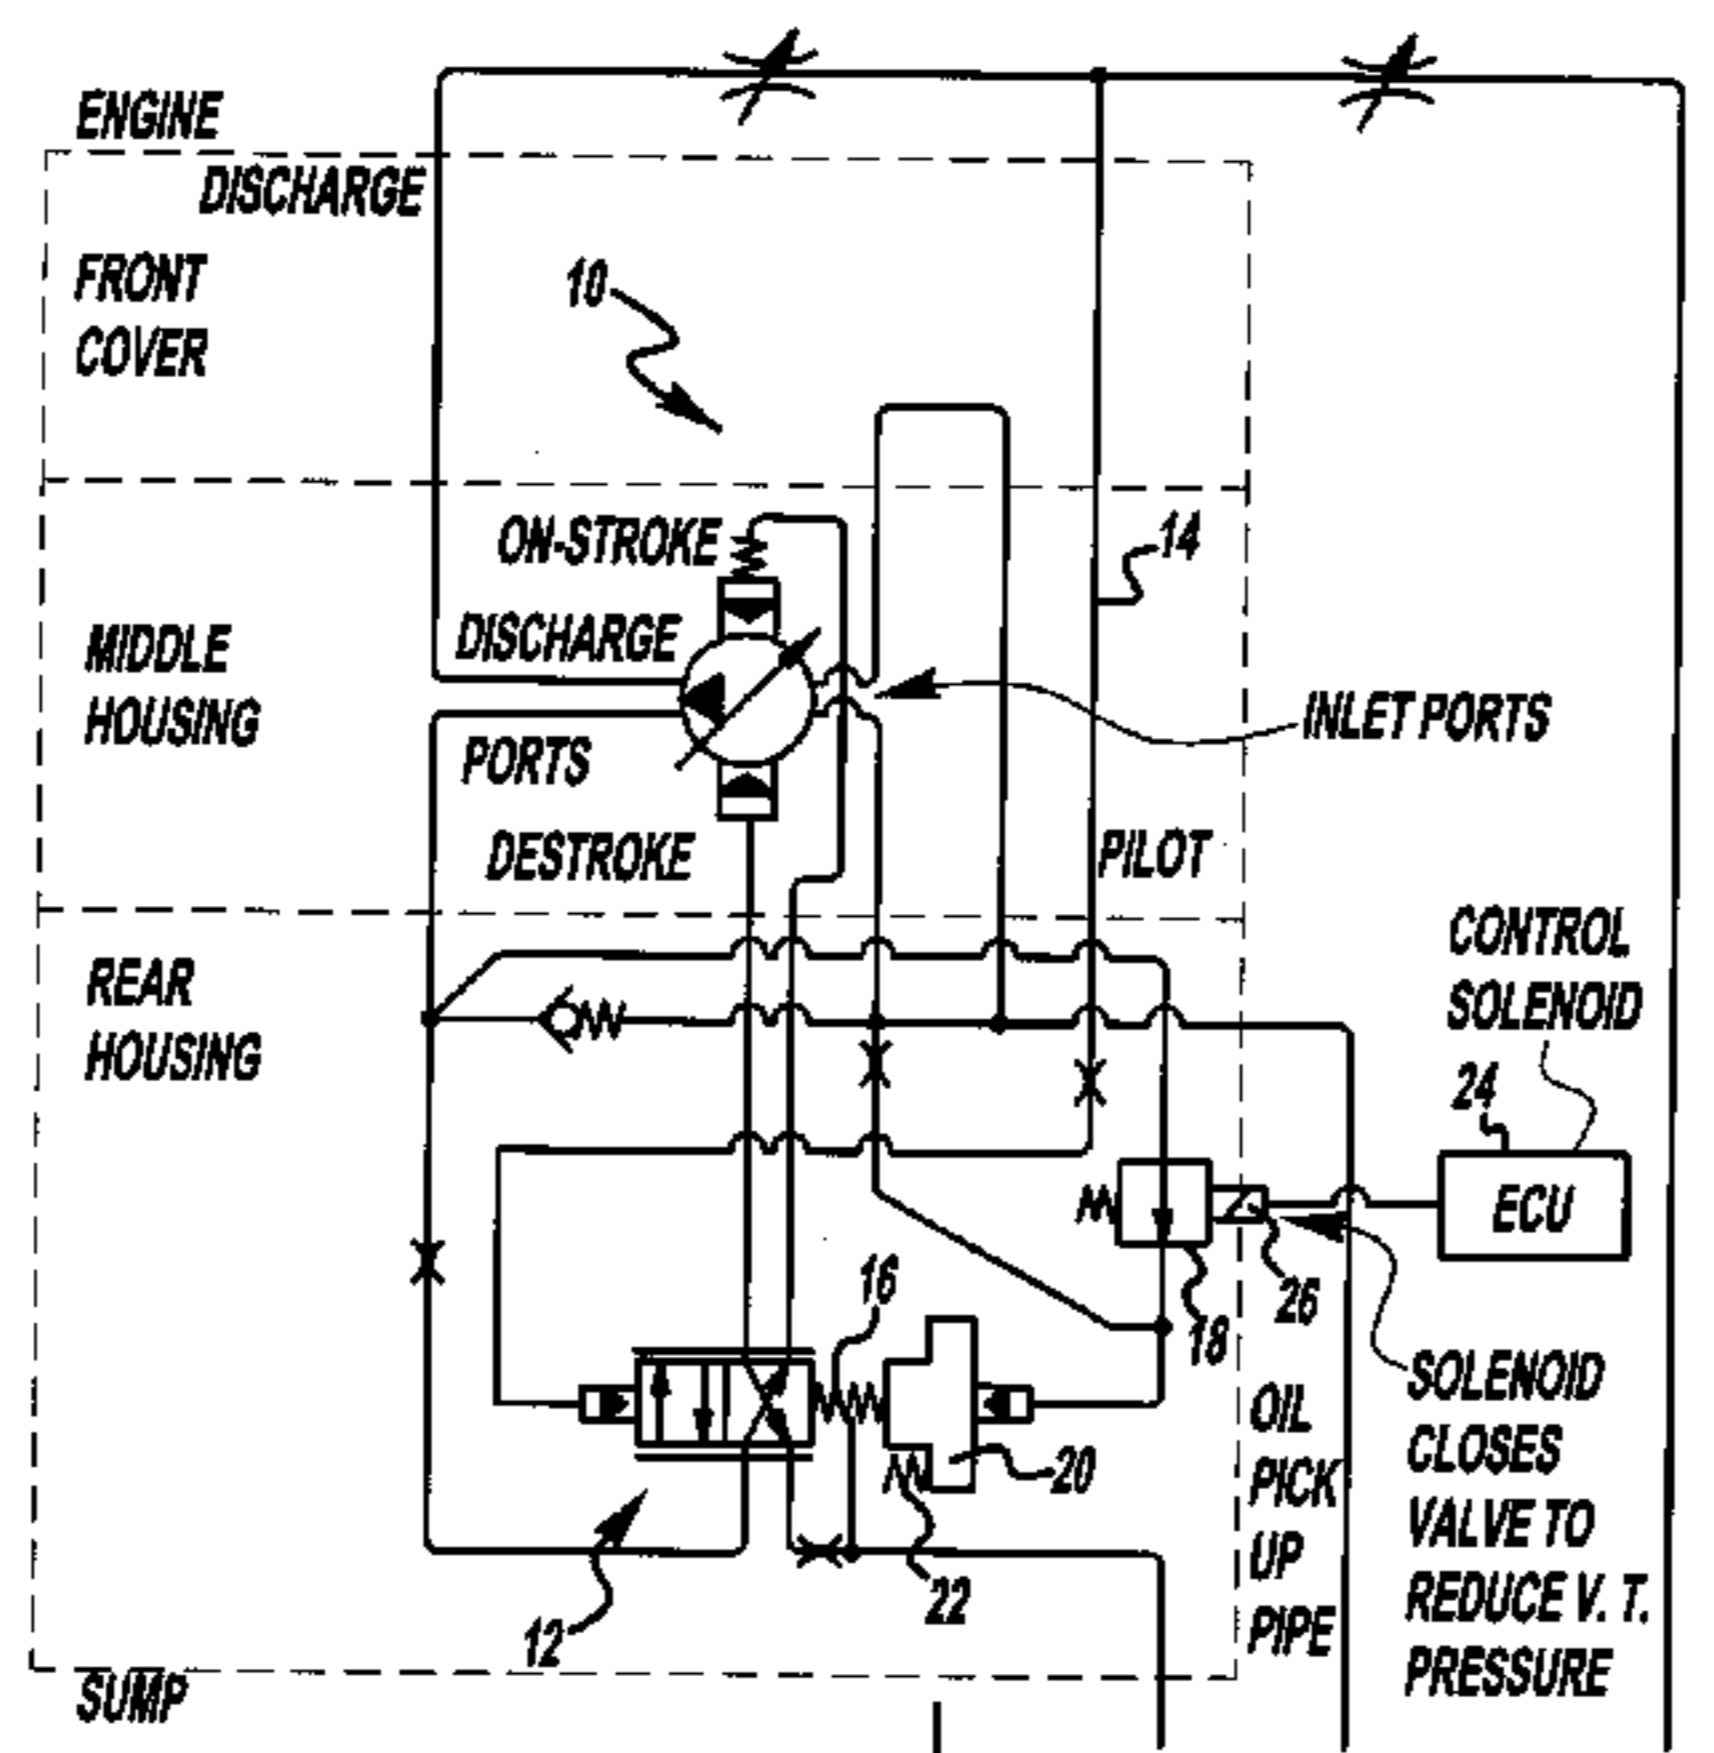 ENGINE
DISCHARGE
FRONT
COVER
10
ON-STROKE
14
DISCHARGE
MIDDLE
HOUSING
INLET PORTS
PORTS
DESTROKE
PILOT
REAR
HOUSING
CONTROL
SOLENOID
24
ECU
16
26
18
SOLENOID
CLOSES
VALVE TO
REDUCE V. T.
PRESSURE
OIL
PICK
UP
PIPE
20
22
12
SUMP